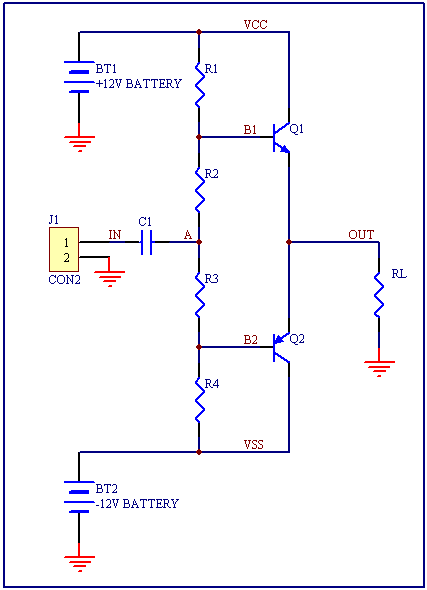 VCC
BT1
+12V BATTERY
R1
B1
Q1
R2
J1
1
2
CON2
IN
C1
A
OUT
R3
RL
B2
Q2
R4
VSS
BT2
-12V BATTERY